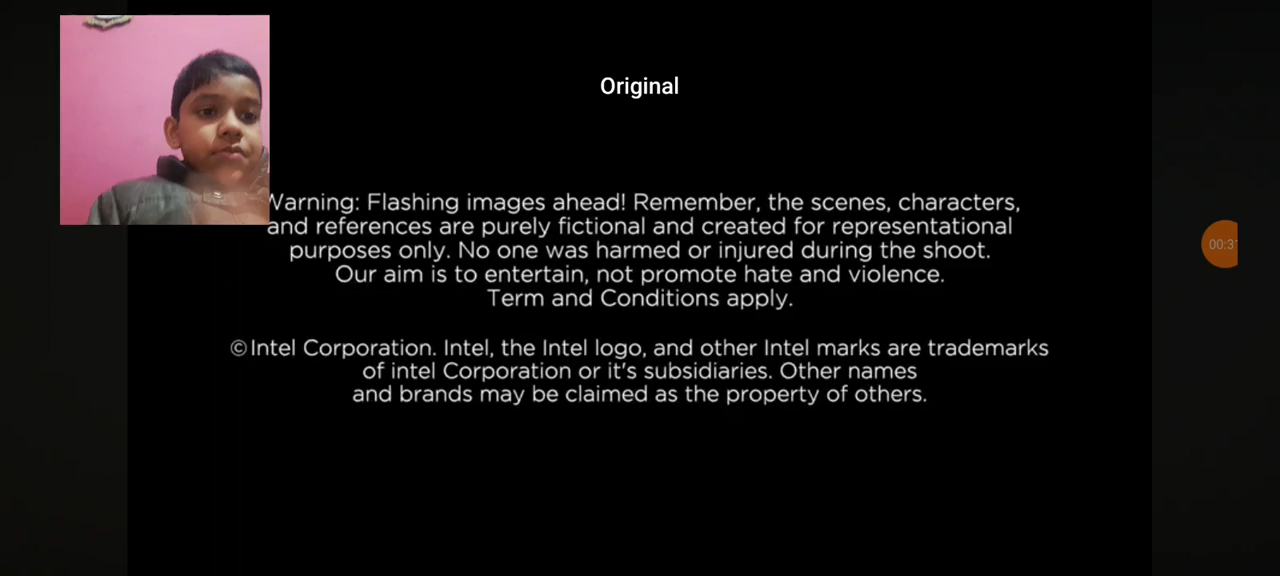 Original
Warning: Flashing images ahead! Remember, the scenes, characters,
and references are purely fictional and created for representational
purposes only. No one was harmed or injured during the shoot.
Our aim is to entertain, not promote hate and violence.
Term and Conditions apply.
©Intel Corporation. Intel, the Intel logo, and other Intel marks are trademarks
of intel Corporation or it's subsidiaries. Other names
and brands may be claimed as the property of others.